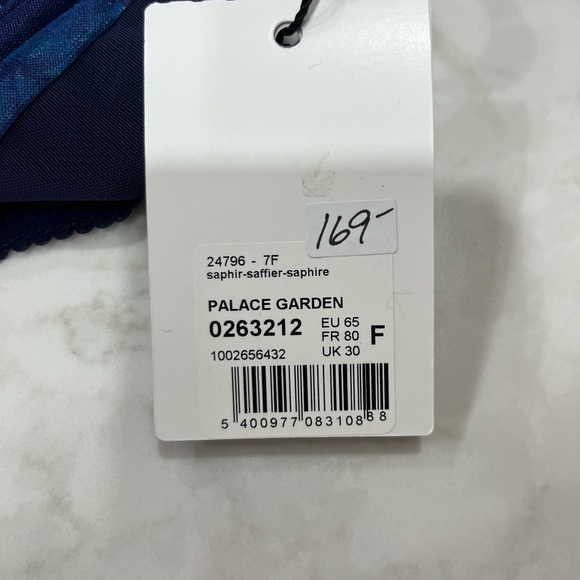 169-
24796 - 7F
saphir-saffier-saphire
PALACE GARDEN
0263212 EU 65 FR 80 UK 30 F
1002656432
5 400977 083108 88